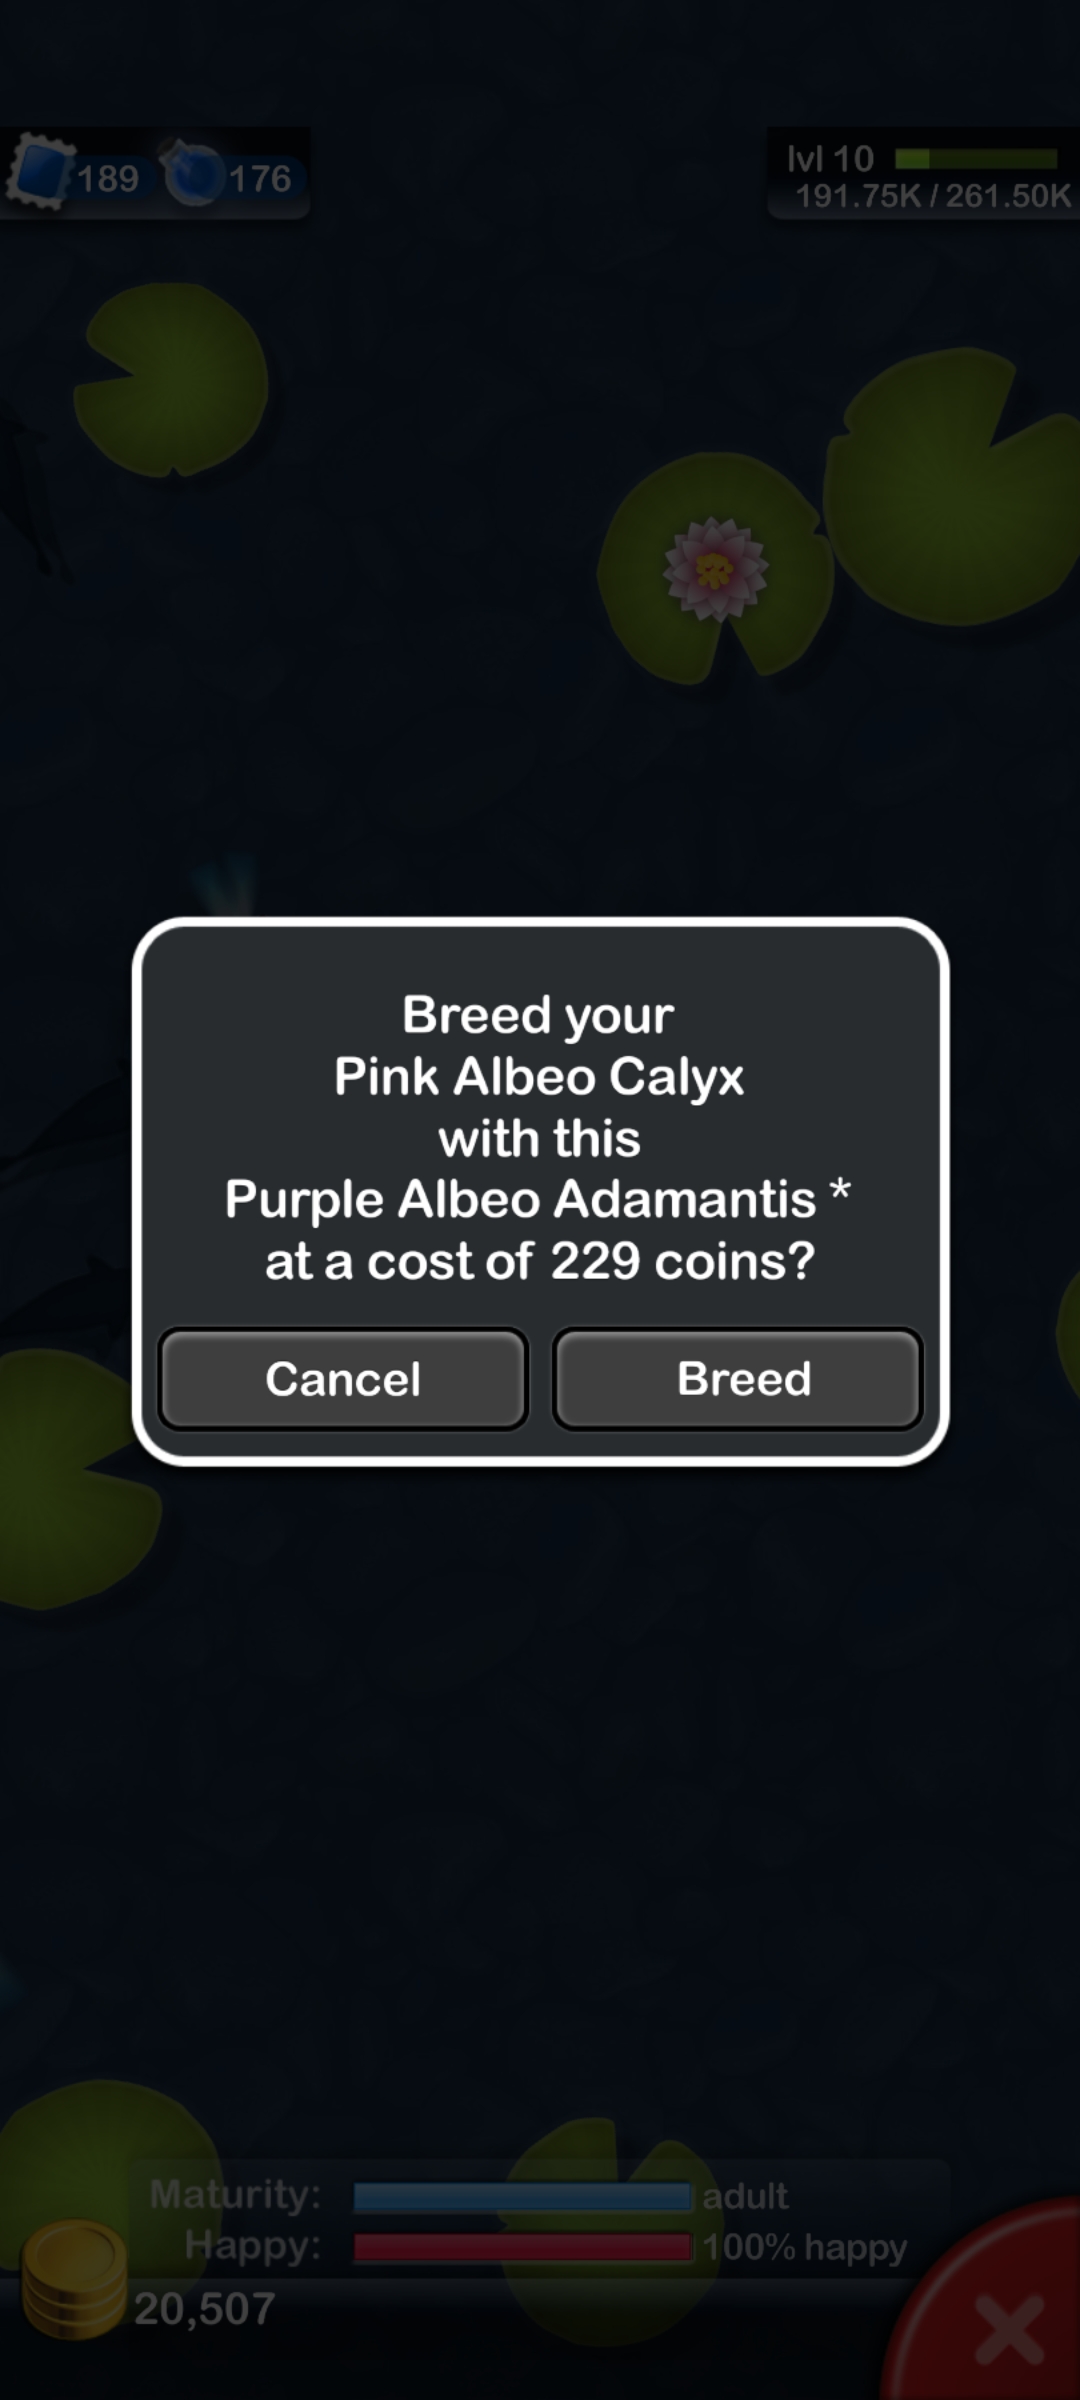 189 176
lvl 10
191.75K / 261.50K
Breed your
Pink Albeo Calyx
with this
Purple Albeo Adamantis *
at a cost of 229 coins?
Cancel Breed
Maturity: adult
Happy: 100% happy
20,507